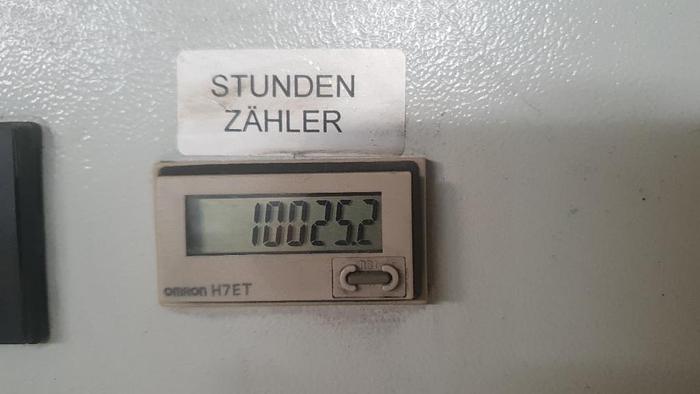 STUNDEN
ZÄHLER
10025.2
OMRON H7ET